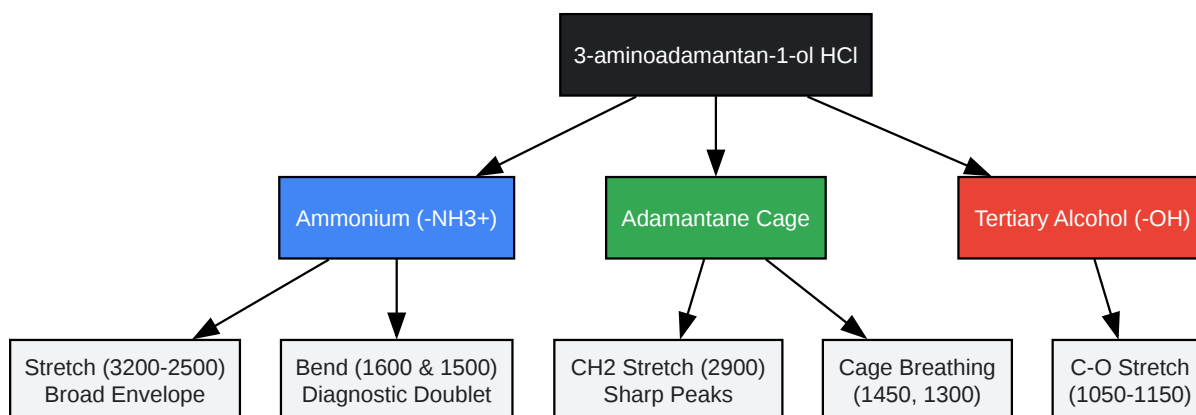 3-aminoadamantan-1-ol HCl
Ammonium (-NH3+)
Adamantane Cage
Tertiary Alcohol (-OH)
Stretch (3200-2500)
Broad Envelope
Bend (1600 & 1500)
Diagnostic Doublet
CH2 Stretch (2900)
Sharp Peaks
Cage Breathing
(1450, 1300)
C-O Stretch
(1050-1150)